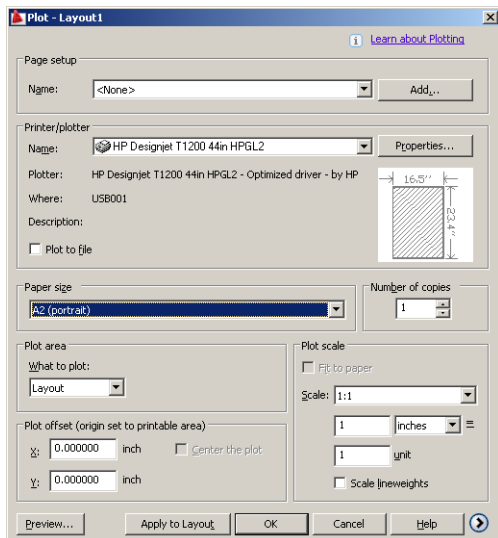 Plot - Layout1
Learn about Plotting
Page setup
Name: <None> Add...
Printer/plotter
Name: HP Designjet T1200 44in HPGL2 Properties...
Plotter: HP Designjet T1200 44in HPGL2 - Optimized driver - by HP
Where: USB001
Description:
Plot to file
16.5''
23.4''
Paper size
A2 (portrait)
Number of copies
1
Plot area
What to plot:
Layout
Plot offset (origin set to printable area)
X: 0.000000 inch Center the plot
Y: 0.000000 inch
Plot scale
Fit to paper
Scale: 1:1
1 inches =
1 unit
Scale lineweights
Preview... Apply to Layout OK Cancel Help